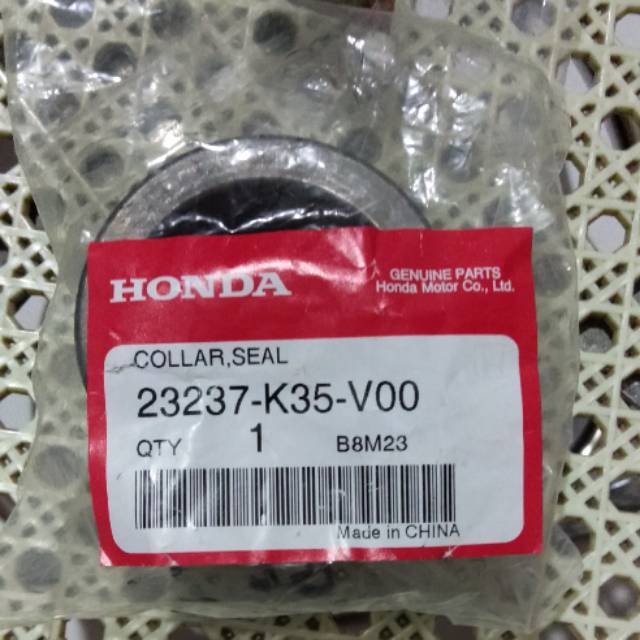 HONDA
GENUINE PARTS
Honda Motor Co., Ltd.
COLLAR,SEAL
23237-K35-V00
QTY 1 B8M23
Made in CHINA